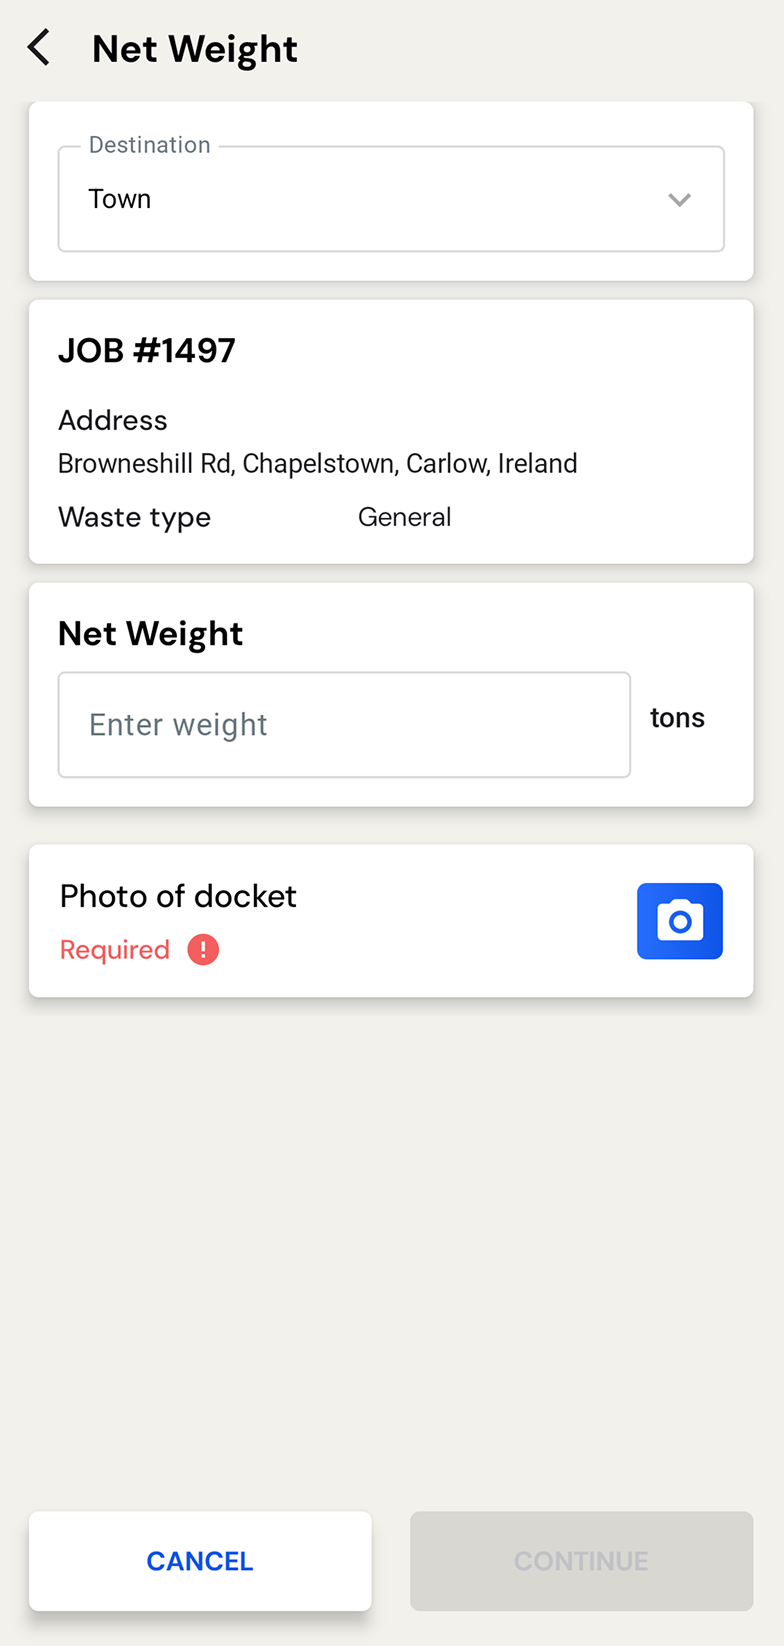 Net Weight
Destination
Town
JOB #1497
Address
Browneshill Rd, Chapelstown, Carlow, Ireland
Waste type General
Net Weight
Enter weight tons
Photo of docket
Required
CANCEL CONTINUE